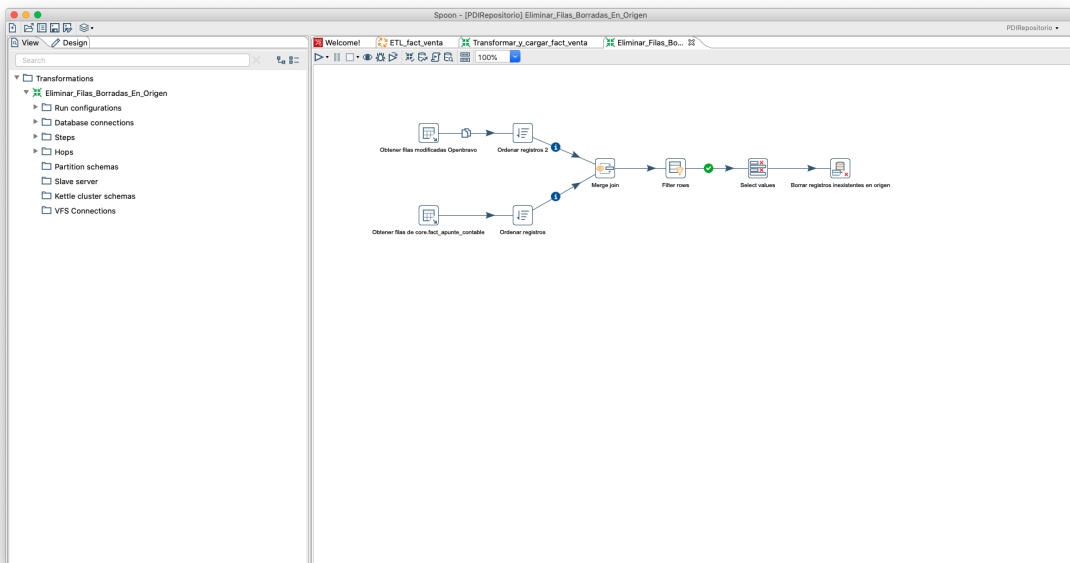 Spoon - [PDIRepositorio] Eliminar_Filas_Borradas_En_Origen
PDIRepositorio
View
Design
Welcome!
ETL_fact_venta
Transformar_y_cargar_fact_venta
Eliminar_Filas_Bo...
Search
100%
Transformations
Eliminar_Filas_Borradas_En_Origen
Run configurations
Database connections
Steps
Hops
Partition schemas
Slave server
Kettle cluster schemas
VFS Connections
Obtener filas modificadas Openbravo
Ordenar registros 2
Merge join
Filter rows
Select values
Borrar registros inexistentes en origen
Obtener filas de core.fact_apunte_contable
Ordenar registros